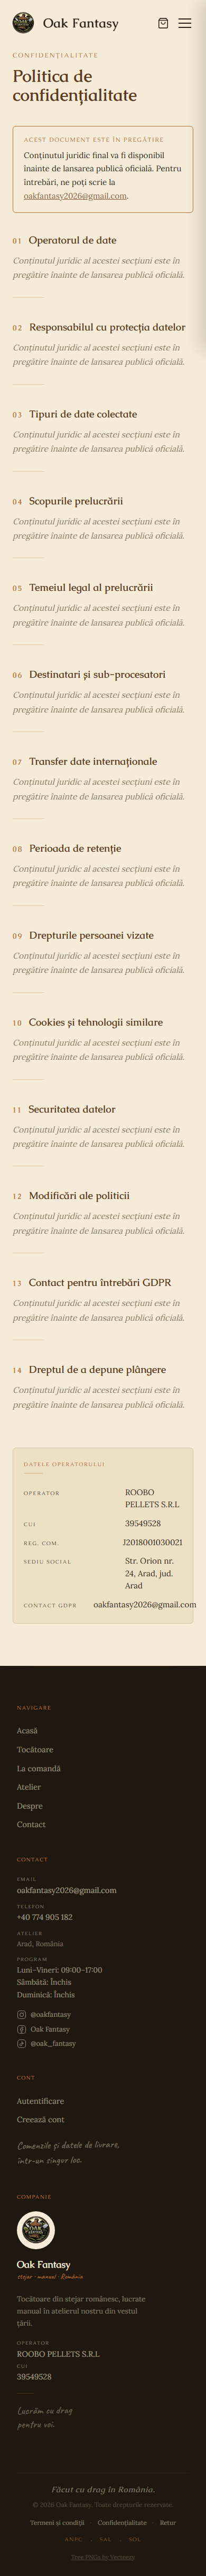 Oak Fantasy
CONFIDENȚIALITATE
Politica de
confidențialitate
ACEST DOCUMENT ESTE ÎN PREGĂTIRE
Conținutul juridic final va fi disponibil
înainte de lansarea publică oficială. Pentru
întrebări, ne poți scrie la
oakfantasy2026@gmail.com.
01 Operatorul de date
Conținutul juridic al acestei secțiuni este în
pregătire înainte de lansarea publică oficială.
02 Responsabilul cu protecția datelor
Conținutul juridic al acestei secțiuni este în
pregătire înainte de lansarea publică oficială.
03 Tipuri de date colectate
Conținutul juridic al acestei secțiuni este în
pregătire înainte de lansarea publică oficială.
04 Scopurile prelucrării
Conținutul juridic al acestei secțiuni este în
pregătire înainte de lansarea publică oficială.
05 Temeiul legal al prelucrării
Conținutul juridic al acestei secțiuni este în
pregătire înainte de lansarea publică oficială.
06 Destinatari și sub-procesatori
Conținutul juridic al acestei secțiuni este în
pregătire înainte de lansarea publică oficială.
07 Transfer date internaționale
Conținutul juridic al acestei secțiuni este în
pregătire înainte de lansarea publică oficială.
08 Perioada de retenție
Conținutul juridic al acestei secțiuni este în
pregătire înainte de lansarea publică oficială.
09 Drepturile persoanei vizate
Conținutul juridic al acestei secțiuni este în
pregătire înainte de lansarea publică oficială.
10 Cookies și tehnologii similare
Conținutul juridic al acestei secțiuni este în
pregătire înainte de lansarea publică oficială.
11 Securitatea datelor
Conținutul juridic al acestei secțiuni este în
pregătire înainte de lansarea publică oficială.
12 Modificări ale politicii
Conținutul juridic al acestei secțiuni este în
pregătire înainte de lansarea publică oficială.
13 Contact pentru întrebări GDPR
Conținutul juridic al acestei secțiuni este în
pregătire înainte de lansarea publică oficială.
14 Dreptul de a depune plângere
Conținutul juridic al acestei secțiuni este în
pregătire înainte de lansarea publică oficială.
DATELE OPERATORULUI
OPERATOR ROOBO
PELLETS S.R.L
CUI 39549528
REG. COM. J2018001030021
SEDIU SOCIAL Str. Orion nr.
24, Arad, jud.
Arad
CONTACT GDPR oakfantasy2026@gmail.com
NAVIGARE
Acasă
Tocătoare
La comandă
Atelier
Despre
Contact
CONTACT
EMAIL
oakfantasy2026@gmail.com
TELEFON
+40 774 905 182
ATELIER
Arad, România
PROGRAM
Luni–Vineri: 09:00–17:00
Sâmbătă: Închis
Duminică: Închis
@oakfantasy
Oak Fantasy
@oak_fantasy
CONT
Autentificare
Creează cont
Comenzile și datele de livrare,
într-un singur loc.
COMPANIE
Oak Fantasy
stejar · manual · România
Tocătoare din stejar românesc, lucrate
manual în atelierul nostru din vestul
țării.
OPERATOR
ROOBO PELLETS S.R.L
CUI
39549528
Lucrăm cu drag
pentru voi.
Făcut cu drag în România.
© 2026 Oak Fantasy. Toate drepturile rezervate.
Termeni și condiții · Confidențialitate · Retur
ANPC · SAL · SOL